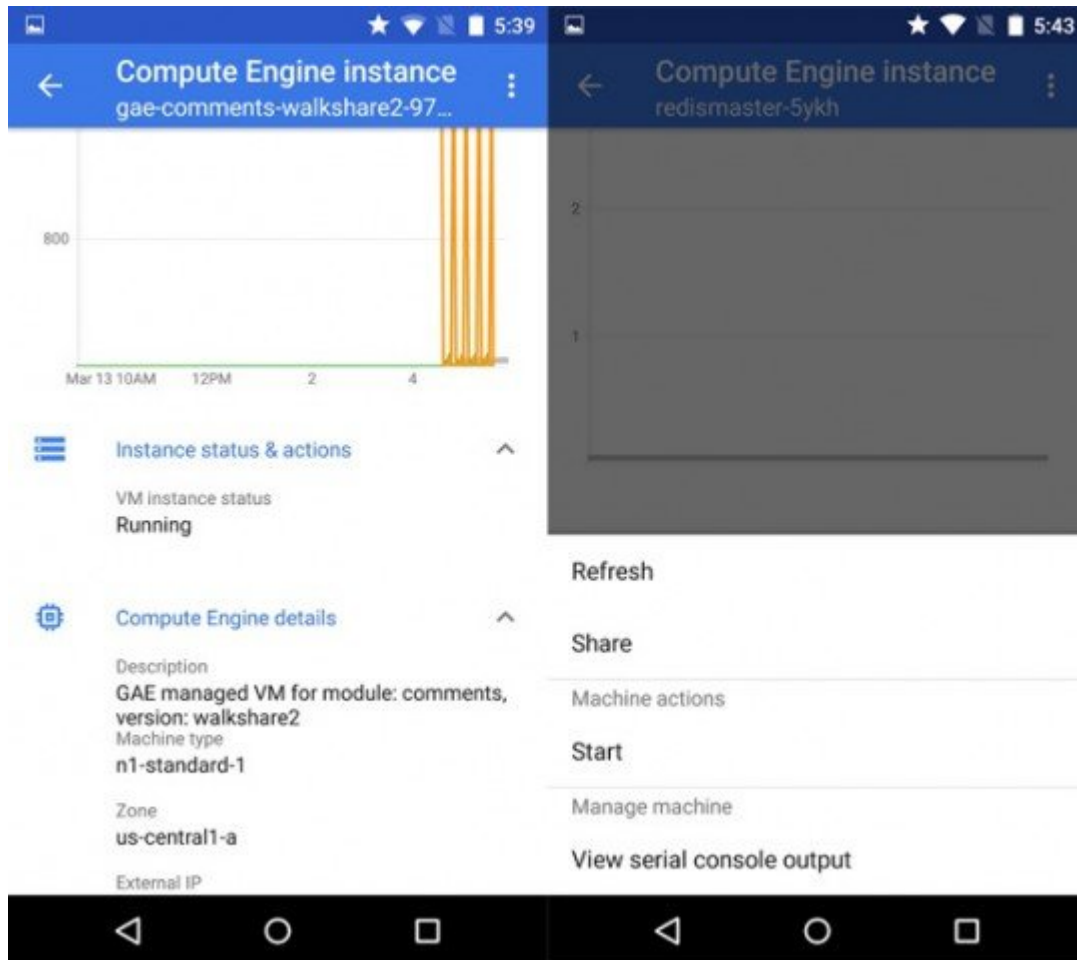 5:39
Compute Engine instance
gae-comments-walkshare2-97...
800
Mar 13 10AM 12PM 2 4
Instance status & actions
VM instance status
Running
Compute Engine details
Description
GAE managed VM for module: comments,
version: walkshare2
Machine type
n1-standard-1
Zone
us-central1-a
External IP
5:43
Compute Engine instance
redismaster-5ykh
2
1
Refresh
Share
Machine actions
Start
Manage machine
View serial console output